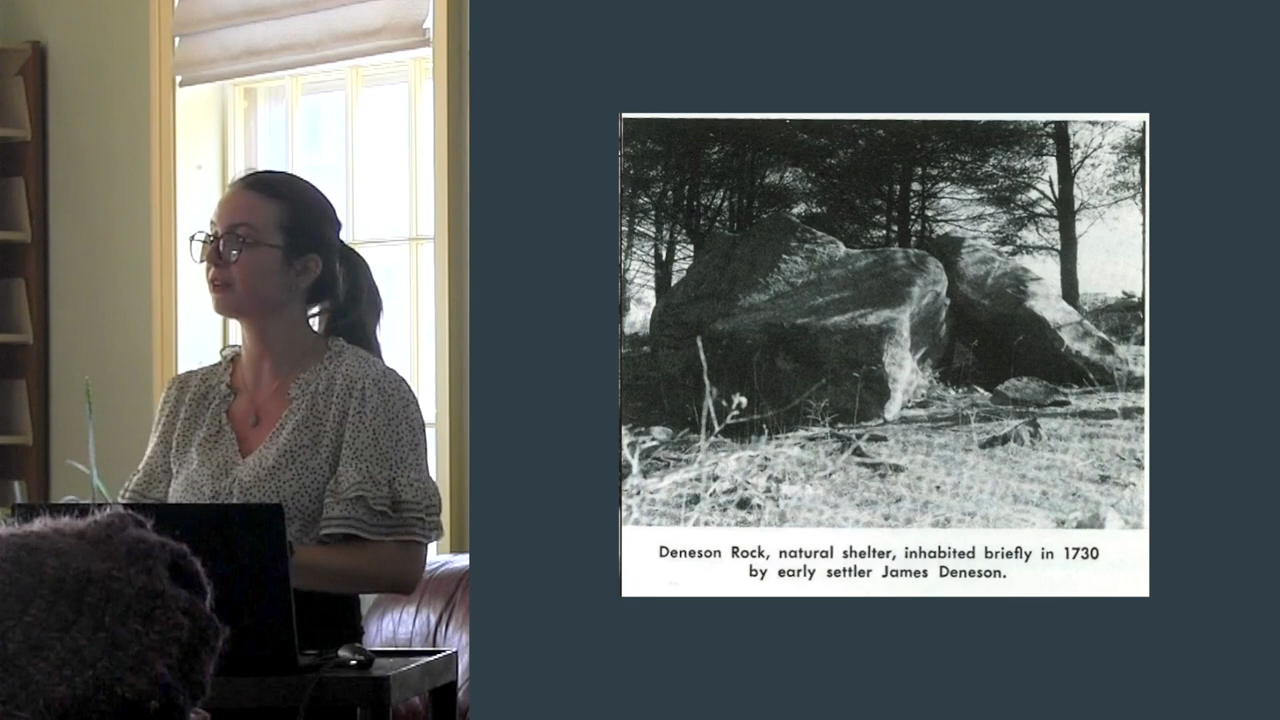 Deneson Rock, natural shelter, inhabited briefly in 1730
by early settler James Deneson.